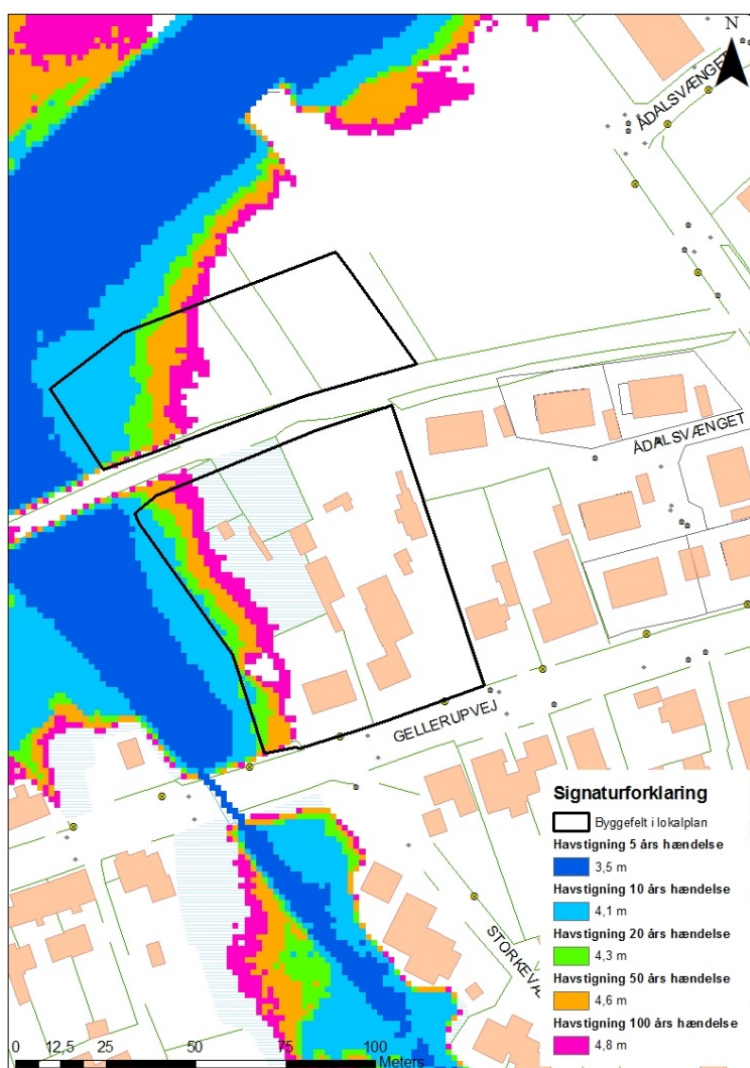 N
ÅDALSVÆNGET
ÅDALSVÆNGET
GELLERUPVEJ
Signaturforklaring
Byggefelt i lokalplan
Havstigning 5 års hændelse
3,5 m
Havstigning 10 års hændelse
4,1 m
Havstigning 20 års hændelse
4,3 m
Havstigning 50 års hændelse
4,6 m
Havstigning 100 års hændelse
4,8 m
STORKEVÆ
0 12,5 25 50 75 100
Meters